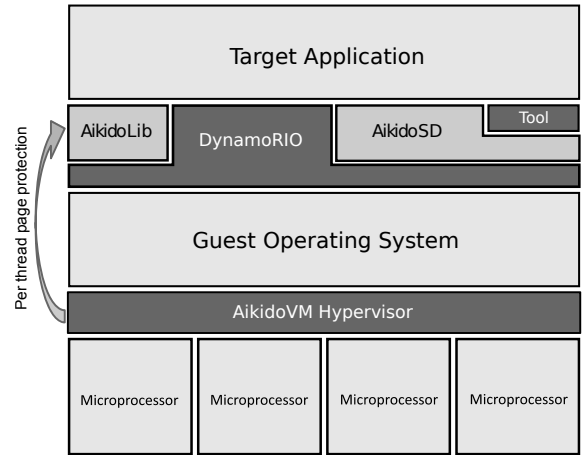 Target Application
AikidoLib
DynamoRIO
AikidoSD
Tool
Per thread page protection
Guest Operating System
AikidoVM Hypervisor
Microprocessor
Microprocessor
Microprocessor
Microprocessor